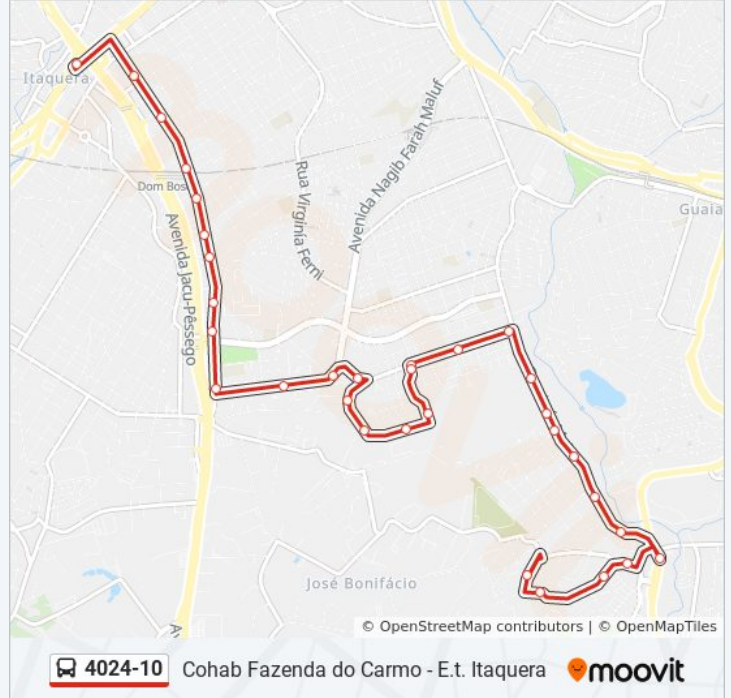 Itaquera
Dom Bos
Avenida Jacu-Pêssego
Rua Virgínia Ferni
Avenida Nagib Farah Maluf
Guaia
José Bonifácio
Av
© OpenStreetMap contributors | © OpenMapTiles
4024-10 Cohab Fazenda do Carmo - E.t. Itaquera moovit